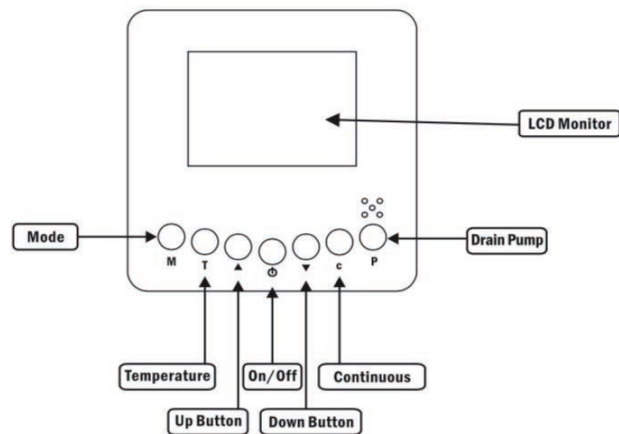 LCD Monitor
Mode
Drain Pump
M
T
▲
▼
c
P
Temperature
On/Off
Continuous
Up Button
Down Button